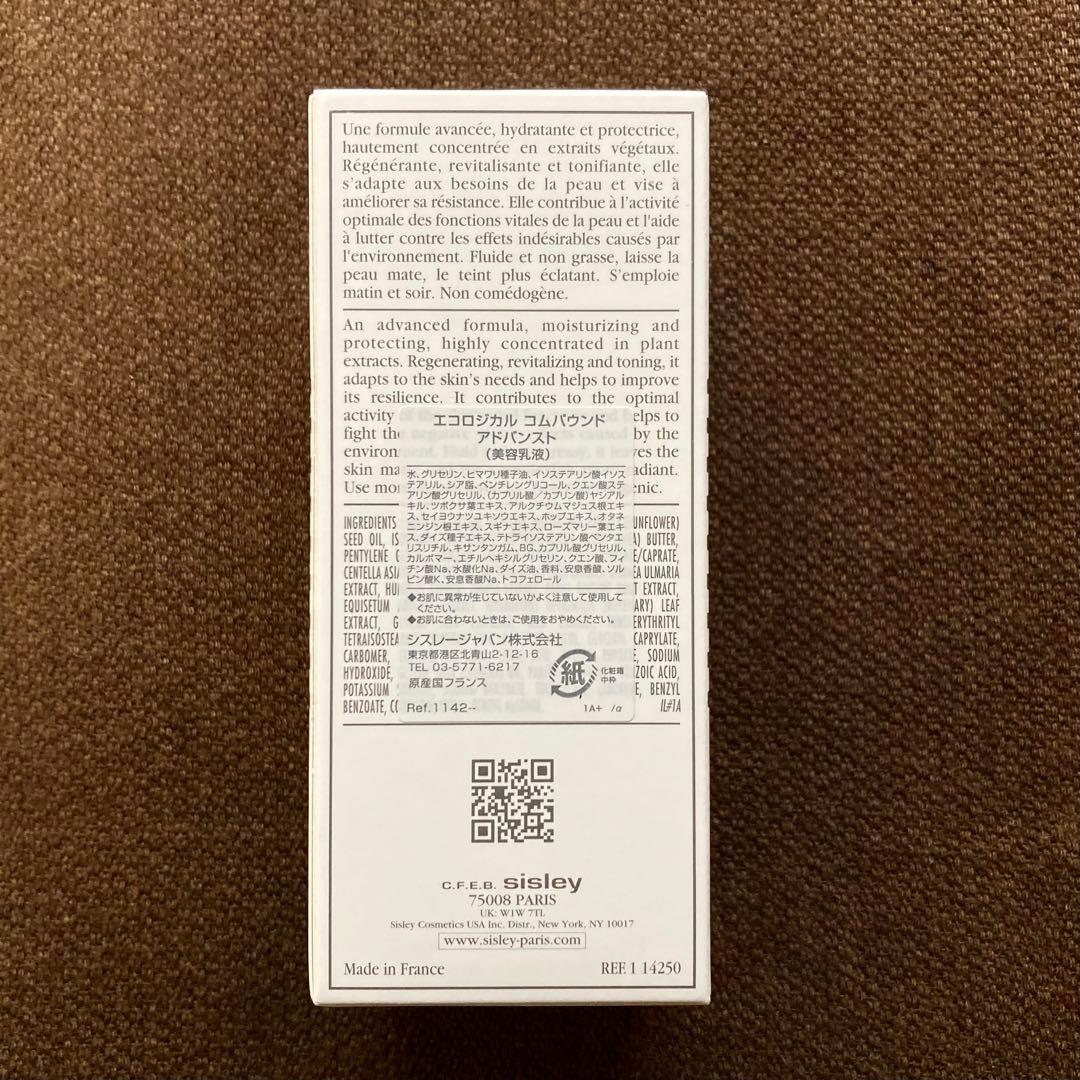 Une formule avancée, hydratante et protectrice,
hautement concentrée en extraits végétaux.
Régénérante, revitalisante et tonifiante, elle
s'adapte aux besoins de la peau et vise à
améliorer sa résistance. Elle contribue à l'activité
optimale des fonctions vitales de la peau et l'aide
à lutter contre les effets indésirables causés par
l'environnement. Fluide et non grasse, laisse la
peau mate, le teint plus éclatant. S'emploie
matin et soir. Non comédogène.
An advanced formula, moisturizing and
protecting, highly concentrated in plant
extracts. Regenerating, revitalizing and toning, it
adapts to the skin's needs and helps to improve
its resilience. It contributes to the optimal
activity elps to
fight the by the
environ leaves the
skin ma adiant.
Use mor enic.
エコロジカル コムパウンド
アドバンスト
(美容乳液)
水、グリセリン、ヒマワリ種子油、イソステアリン酸イソス
テアリル、シア脂、ペンチレングリコール、クエン酸ステ
アリン酸グリセリル、(カプリル酸/カプリン酸)ヤシアル
キル、ツボクサ葉エキス、アルクチウムマジュス根エキ
ス、セイヨウナツユキソウエキス、ホップエキス、オタネ
ニンジン根エキス、スギナエキス、ローズマリー葉エキ
ス、ダイズ種子エキス、テトライソステアリン酸ペンタエ
リスリチル、キサンタンガム、BG、カプリル酸グリセリル、
カルボマー、エチルヘキシルグリセリン、クエン酸、フィ
チン酸Na、水酸化Na、ダイズ油、香料、安息香酸、ソル
ビン酸K、安息香酸Na、トコフェロール
◆お肌に異常が生じていないかよく注意して使用して
ください。
◆お肌に合わないときは、ご使用をおやめください。
シスレージャパン株式会社
東京都港区北青山2-12-16
TEL 03-5771-6217
原産国フランス
紙
化粧箱
中枠
Ref.1142-- 1A+ /α
INGREDIENTS UNFLOWER)
SEED OIL, IS A) BUTTER,
PENTYLENE G E/CAPRATE,
CENTELLA ASIA EA ULMARIA
EXTRACT, HU T EXTRACT,
EQUISETUM ARY) LEAF
EXTRACT, G ERYTHRITYL
TETRAISOSTEA CAPRYLATE,
CARBOMER, SODIUM
HYDROXIDE, ZOIC ACID,
POTASSIUM E, BENZYL
BENZOATE, CO IL#1A
C.F.E.B. sisley
75008 PARIS
UK: W1W 7TL
Sisley Cosmetics USA Inc. Distr., New York, NY 10017
www.sisley-paris.com
Made in France REF. 1 14250